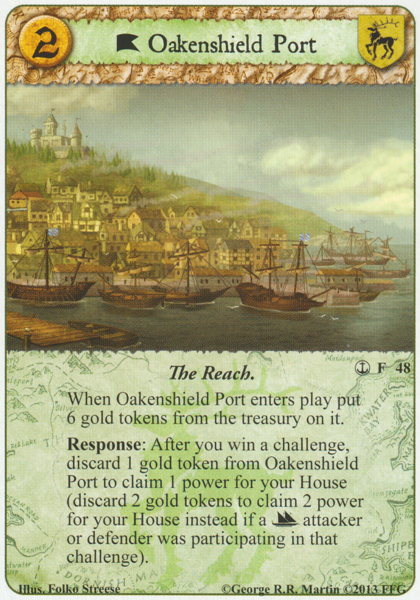 2
Oakenshield Port
The Reach.
F 48
When Oakenshield Port enters play put
6 gold tokens from the treasury on it.
Response: After you win a challenge,
discard 1 gold token from Oakenshield
Port to claim 1 power for your House
(discard 2 gold tokens to claim 2 power
for your House instead if a attacker
or defender was participating in that
challenge).
DORNISH MA
Illus. Folko Streese
©George R.R. Martin ©2013 FFG